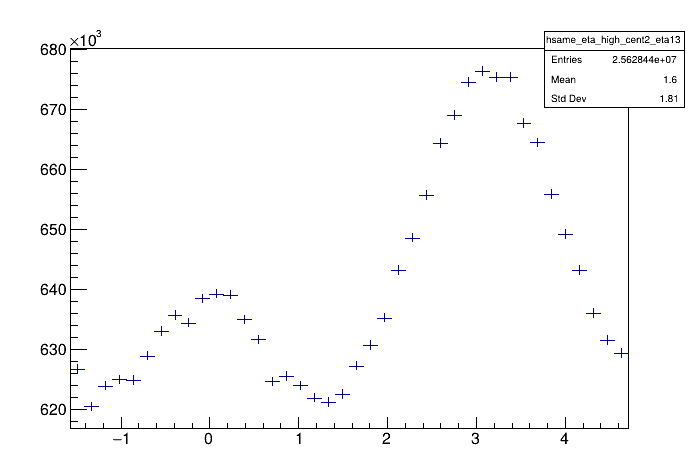 ×10³
hsame_eta_high_cent2_eta13
Entries 2.562844e+07
Mean 1.6
Std Dev 1.81
680
670
660
650
640
630
620
−1 0 1 2 3 4